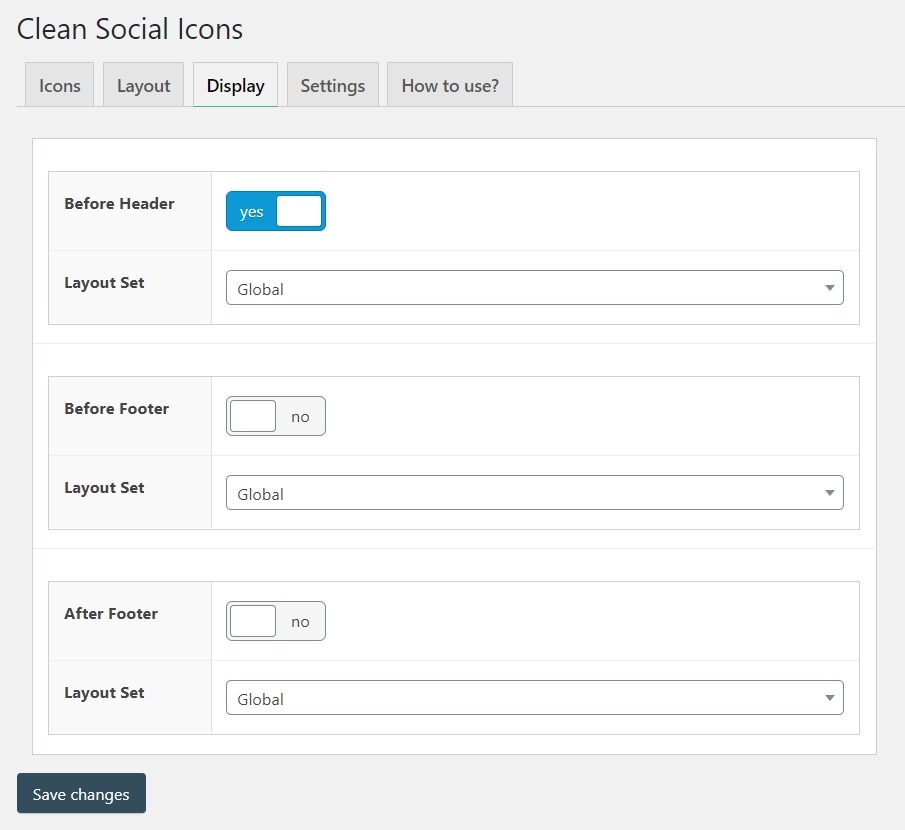 Clean Social Icons
Icons Layout Display Settings How to use?
Before Header yes
Layout Set Global
Before Footer no
Layout Set Global
After Footer no
Layout Set Global
Save changes